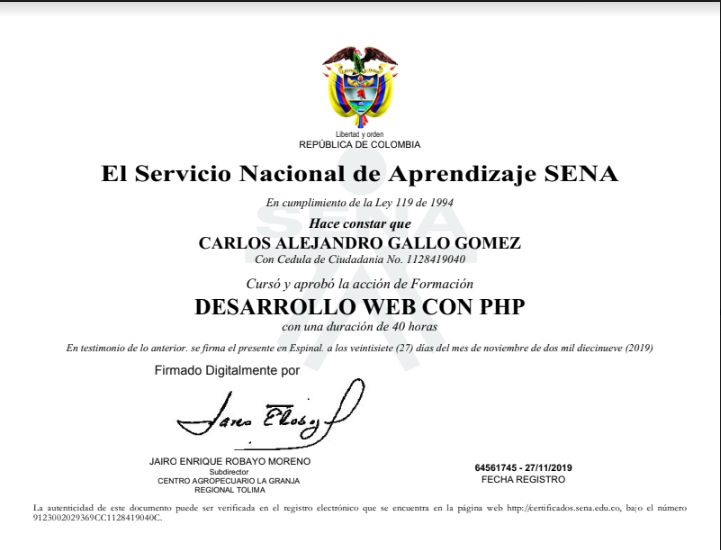 Libertad y orden
REPÚBLICA DE COLOMBIA
El Servicio Nacional de Aprendizaje SENA
En cumplimiento de la Ley 119 de 1994
SENA
Hace constar que
CARLOS ALEJANDRO GALLO GOMEZ
Con Cedula de Ciudadania No. 1128419040
Cursó y aprobó la acción de Formación
DESARROLLO WEB CON PHP
con una duración de 40 horas
En testimonio de lo anterior. se firma el presente en Espinal. a los veintisiete (27) días del mes de noviembre de dos mil diecinueve (2019)
Firmado Digitalmente por
JAIRO ENRIQUE ROBAYO MORENO
Subdirector
CENTRO AGROPECUARIO LA GRANJA
REGIONAL TOLIMA
64561745 - 27/11/2019
FECHA REGISTRO
La autenticidad de este documento puede ser verificada en el registro electrónico que se encuentra en la página web http://certificados.sena.edu.co, bajo el número
9123002029369CC1128419040C.